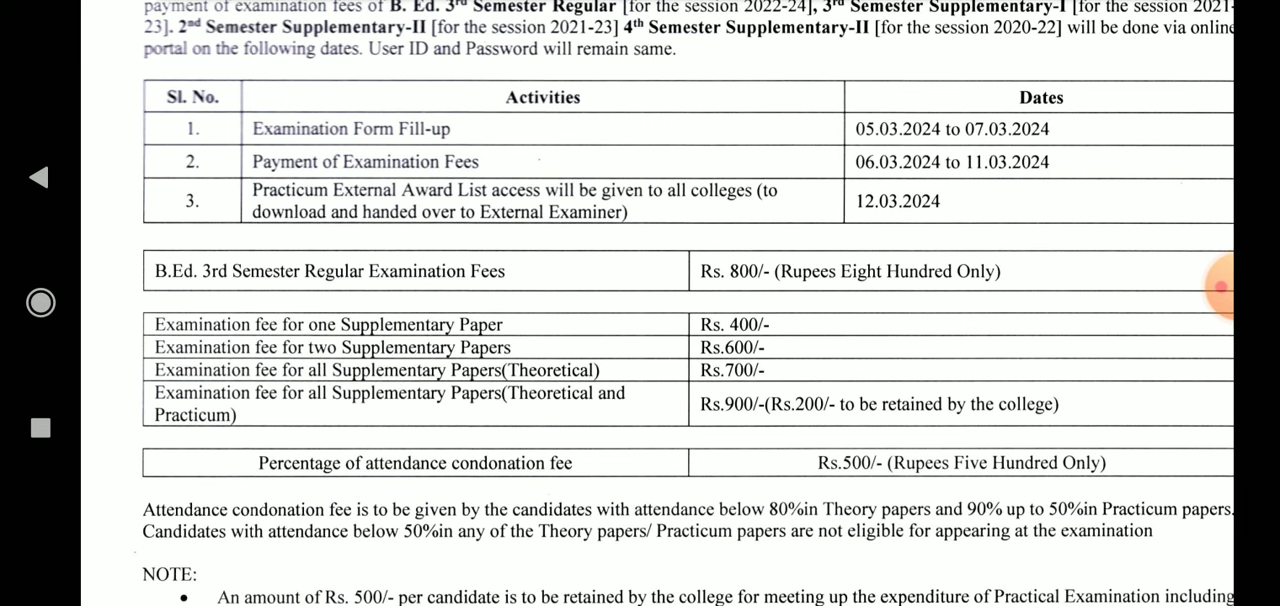 payment of examination fees of B. Ed. 3rd Semester Regular [for the session 2022-24], 3rd Semester Supplementary-I [for the session 2021-
23]. 2nd Semester Supplementary-II [for the session 2021-23] 4th Semester Supplementary-II [for the session 2020-22] will be done via online
portal on the following dates. User ID and Password will remain same.
Sl. No. Activities Dates
1. Examination Form Fill-up 05.03.2024 to 07.03.2024
2. Payment of Examination Fees 06.03.2024 to 11.03.2024
3. Practicum External Award List access will be given to all colleges (to
download and handed over to External Examiner) 12.03.2024
B.Ed. 3rd Semester Regular Examination Fees Rs. 800/- (Rupees Eight Hundred Only)
Examination fee for one Supplementary Paper Rs. 400/-
Examination fee for two Supplementary Papers Rs.600/-
Examination fee for all Supplementary Papers(Theoretical) Rs.700/-
Examination fee for all Supplementary Papers(Theoretical and
Practicum) Rs.900/-(Rs.200/- to be retained by the college)
Percentage of attendance condonation fee Rs.500/- (Rupees Five Hundred Only)
Attendance condonation fee is to be given by the candidates with attendance below 80%in Theory papers and 90% up to 50%in Practicum papers.
Candidates with attendance below 50%in any of the Theory papers/ Practicum papers are not eligible for appearing at the examination
NOTE:
• An amount of Rs. 500/- per candidate is to be retained by the college for meeting up the expenditure of Practical Examination including